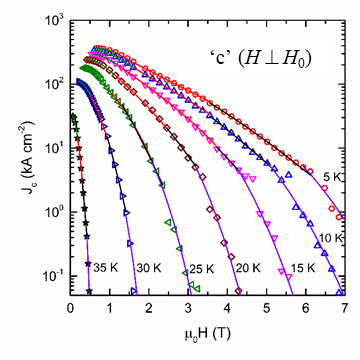 10³
10²
10¹
10⁰
10⁻¹
J_c (kA cm⁻²)
'c' (H ⊥ H₀)
5 K
10 K
35 K 30 K 25 K 20 K 15 K
0 1 2 3 4 5 6 7
μ₀H (T)